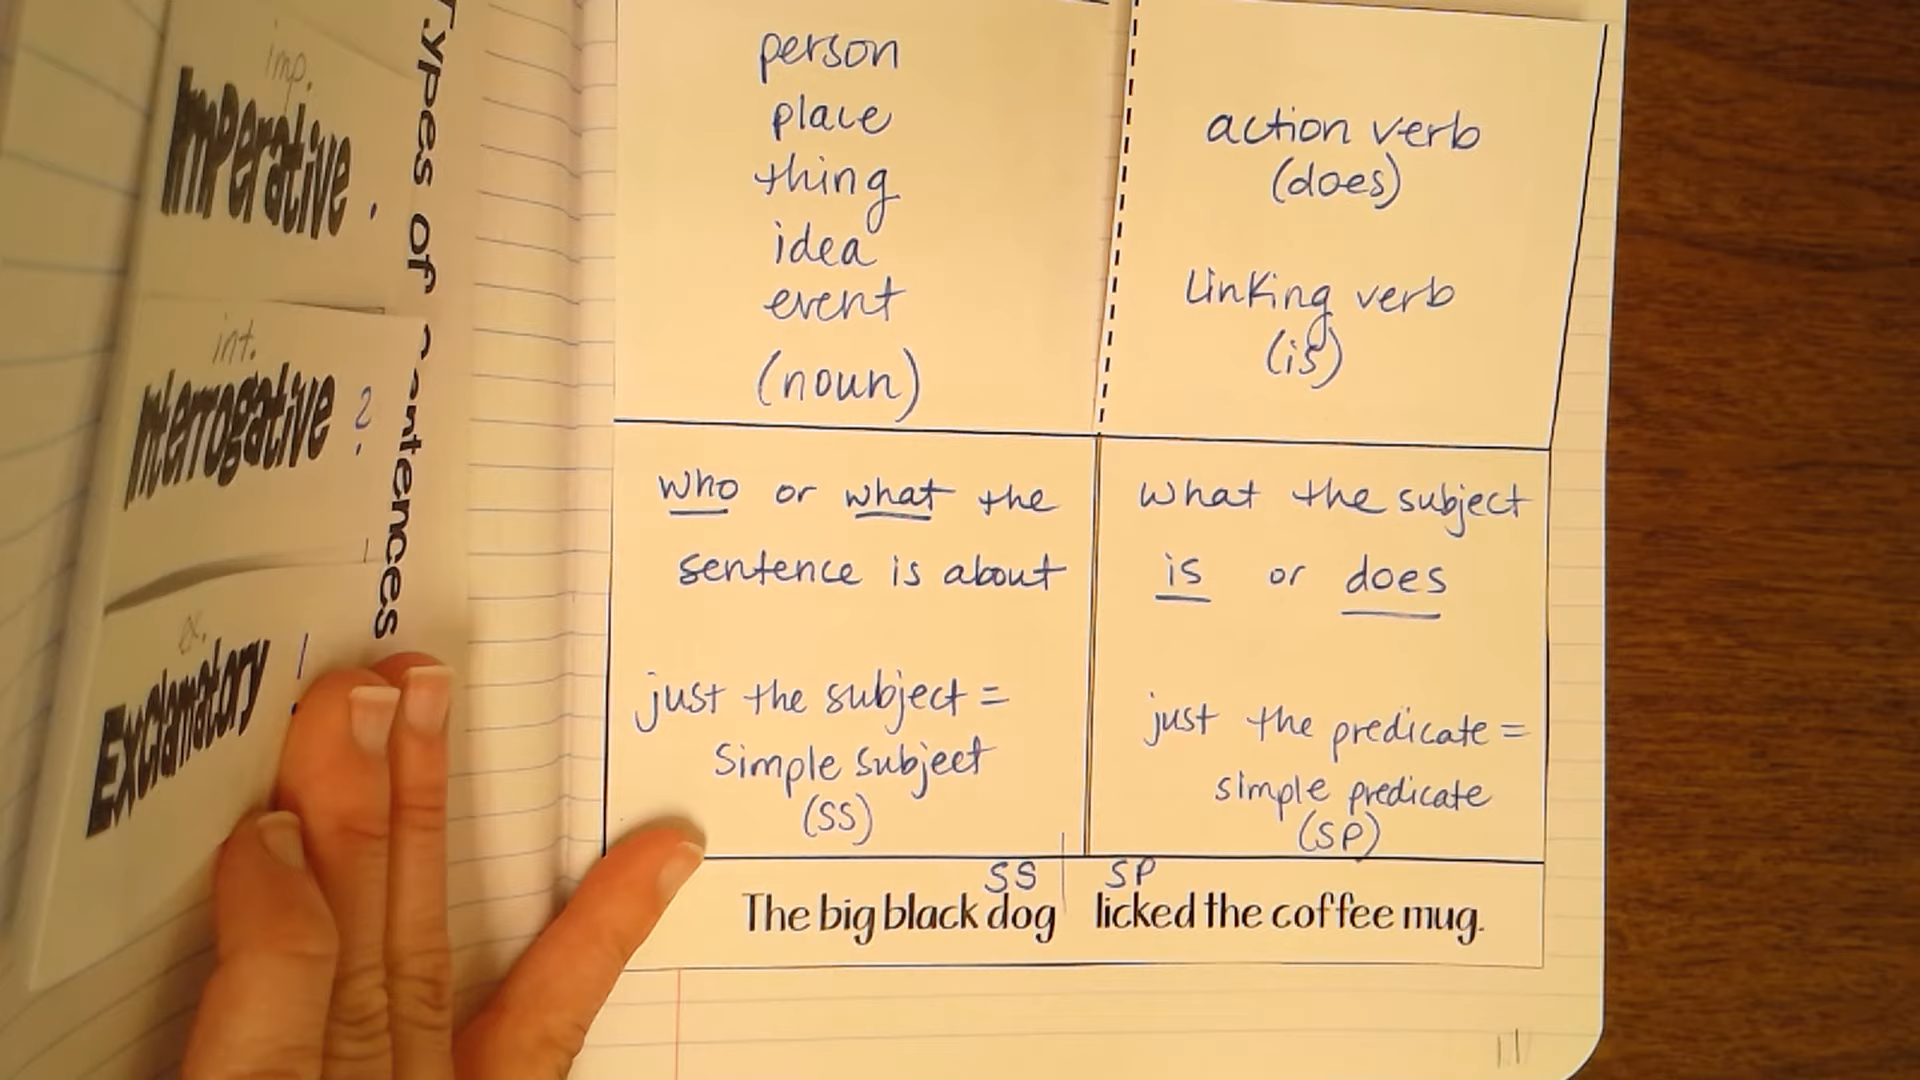 Types of Sentences
imp.
Imperative .
int.
Interrogative ?
ex.
Exclamatory !
person
place
thing
idea
event
(noun)
action verb
(does)
Linking verb
(is)
who or what the
sentence is about
just the subject =
Simple subject
(SS)
what the subject
is or does
just the predicate =
simple predicate
(SP)
SS SP
The big black dog licked the coffee mug.
11